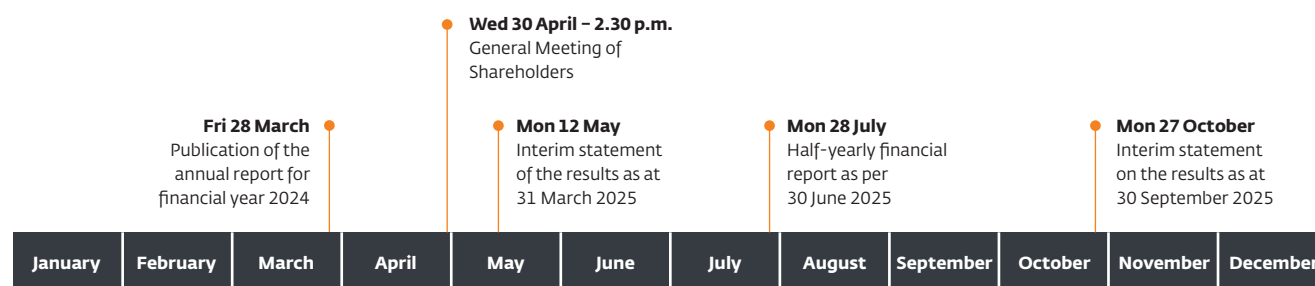 Wed 30 April – 2.30 p.m.
General Meeting of
Shareholders
Fri 28 March
Publication of the
annual report for
financial year 2024
Mon 12 May
Interim statement
of the results as at
31 March 2025
Mon 28 July
Half-yearly financial
report as per
30 June 2025
Mon 27 October
Interim statement
on the results as at
30 September 2025
January February March April May June July August September October November December